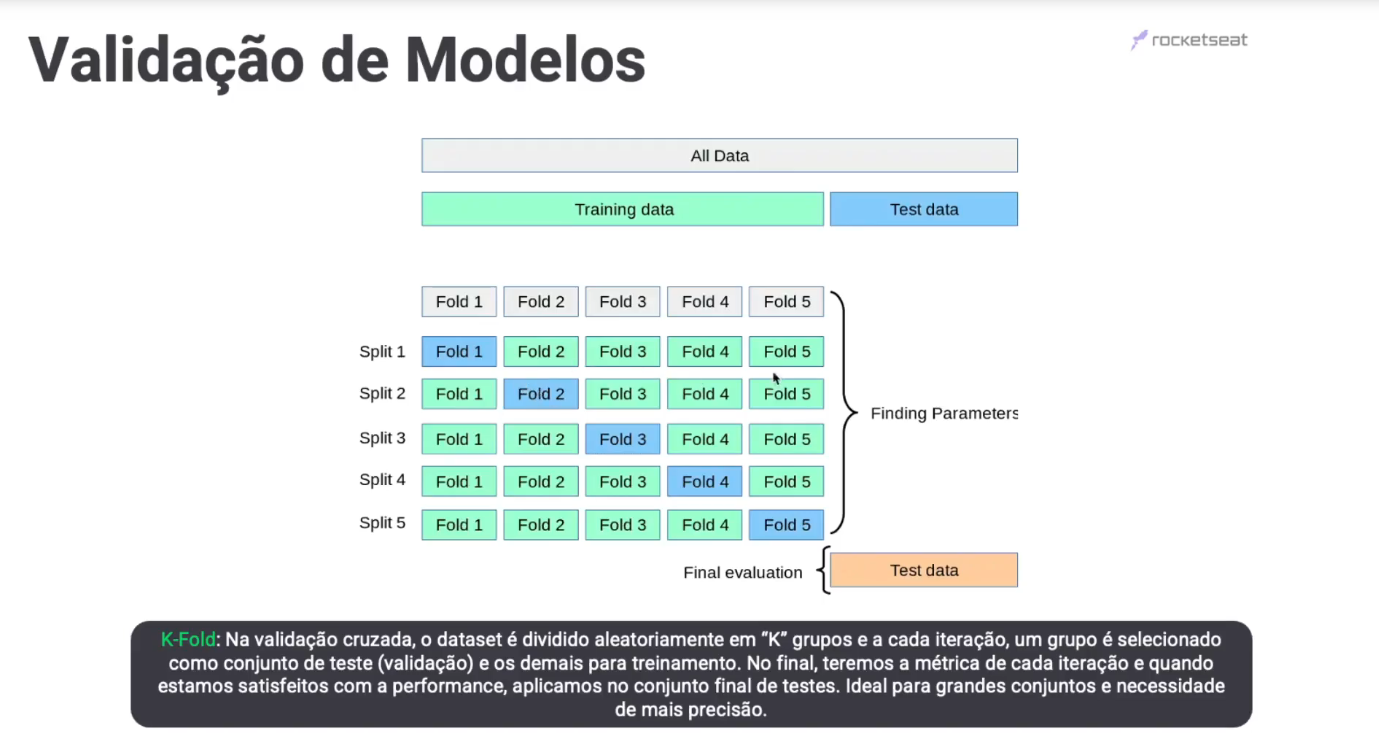 Validação de Modelos
rocketseat
All Data
Training data
Test data
Fold 1 Fold 2 Fold 3 Fold 4 Fold 5
Split 1 Fold 1 Fold 2 Fold 3 Fold 4 Fold 5
Split 2 Fold 1 Fold 2 Fold 3 Fold 4 Fold 5
Finding Parameters
Split 3 Fold 1 Fold 2 Fold 3 Fold 4 Fold 5
Split 4 Fold 1 Fold 2 Fold 3 Fold 4 Fold 5
Split 5 Fold 1 Fold 2 Fold 3 Fold 4 Fold 5
Final evaluation
Test data
K-Fold: Na validação cruzada, o dataset é dividido aleatoriamente em “K” grupos e a cada iteração, um grupo é selecionado
como conjunto de teste (validação) e os demais para treinamento. No final, teremos a métrica de cada iteração e quando
estamos satisfeitos com a performance, aplicamos no conjunto final de testes. Ideal para grandes conjuntos e necessidade
de mais precisão.